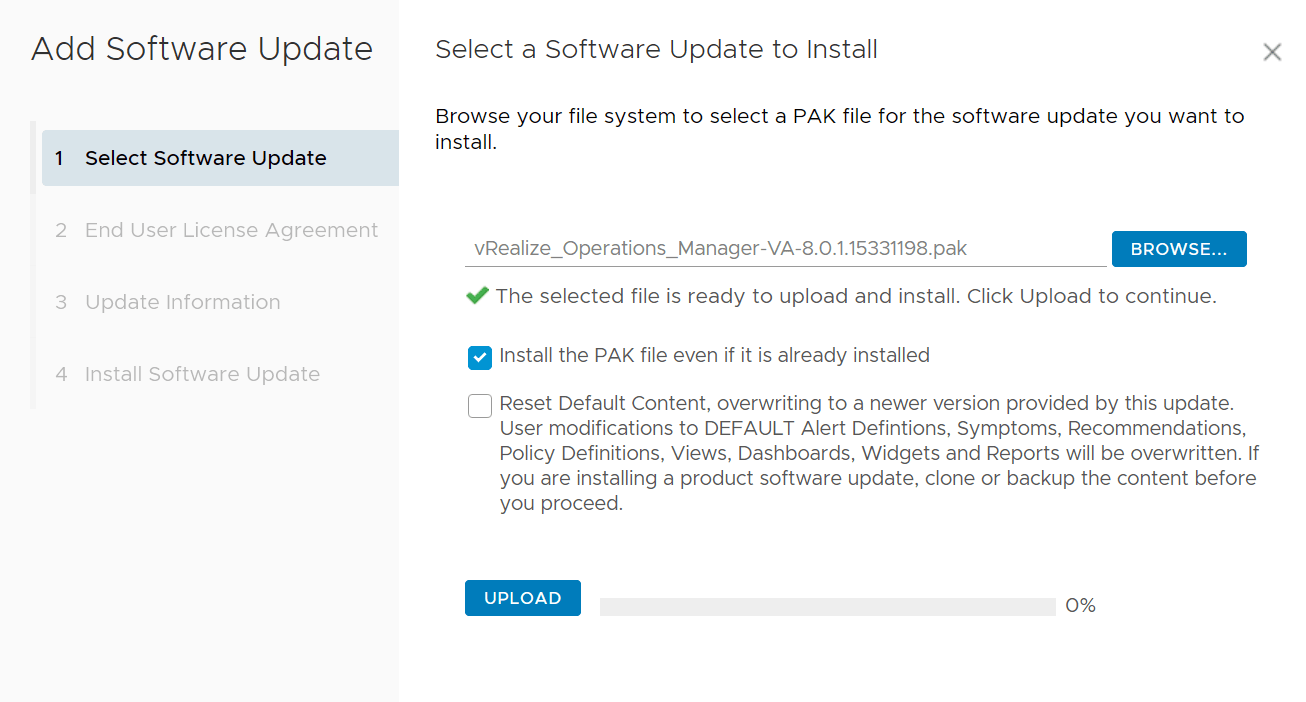 Add Software Update
1 Select Software Update
2 End User License Agreement
3 Update Information
4 Install Software Update
Select a Software Update to Install
Browse your file system to select a PAK file for the software update you want to
install.
vRealize_Operations_Manager-VA-8.0.1.15331198.pak
BROWSE...
The selected file is ready to upload and install. Click Upload to continue.
Install the PAK file even if it is already installed
Reset Default Content, overwriting to a newer version provided by this update.
User modifications to DEFAULT Alert Defintions, Symptoms, Recommendations,
Policy Definitions, Views, Dashboards, Widgets and Reports will be overwritten. If
you are installing a product software update, clone or backup the content before
you proceed.
UPLOAD
0%